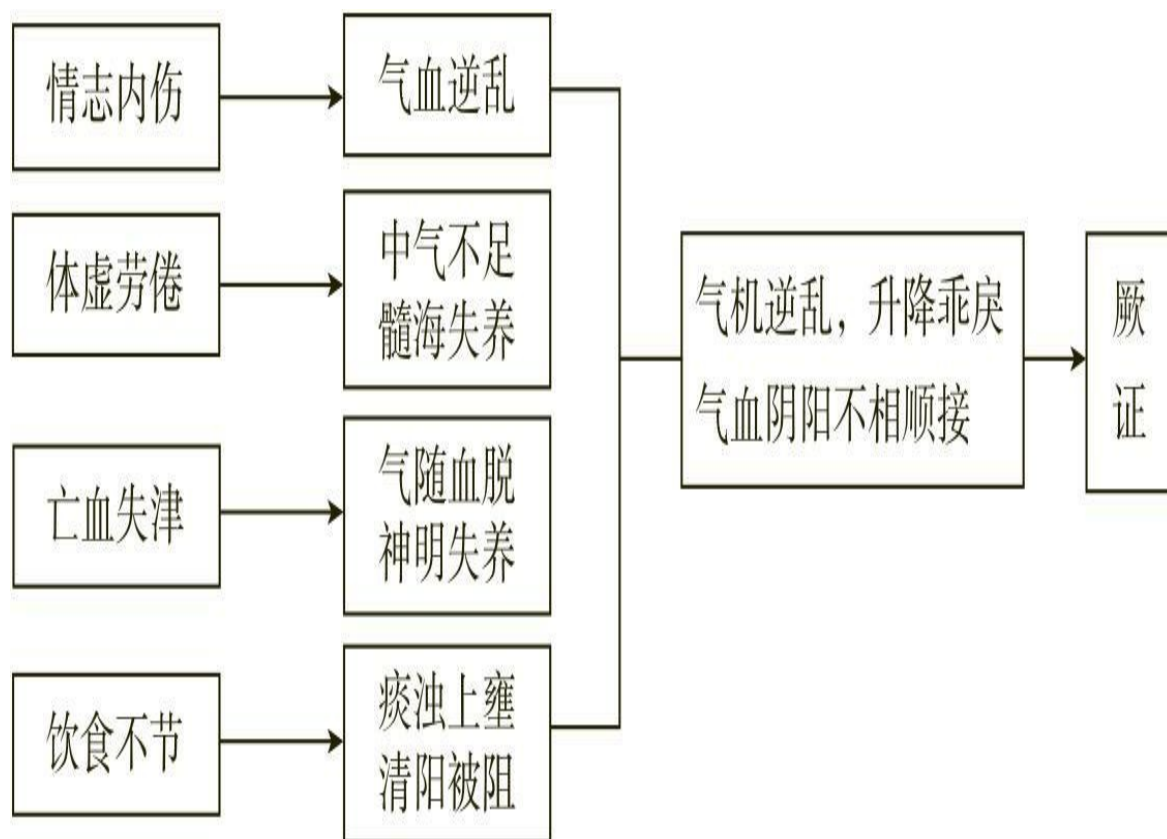 情志内伤
气血逆乱
体虚劳倦
中气不足
髓海失养
亡血失津
气随血脱
神明失养
饮食不节
痰浊上壅
清阳被阻
气机逆乱，升降乖戾
气血阴阳不相顺接
厥
证